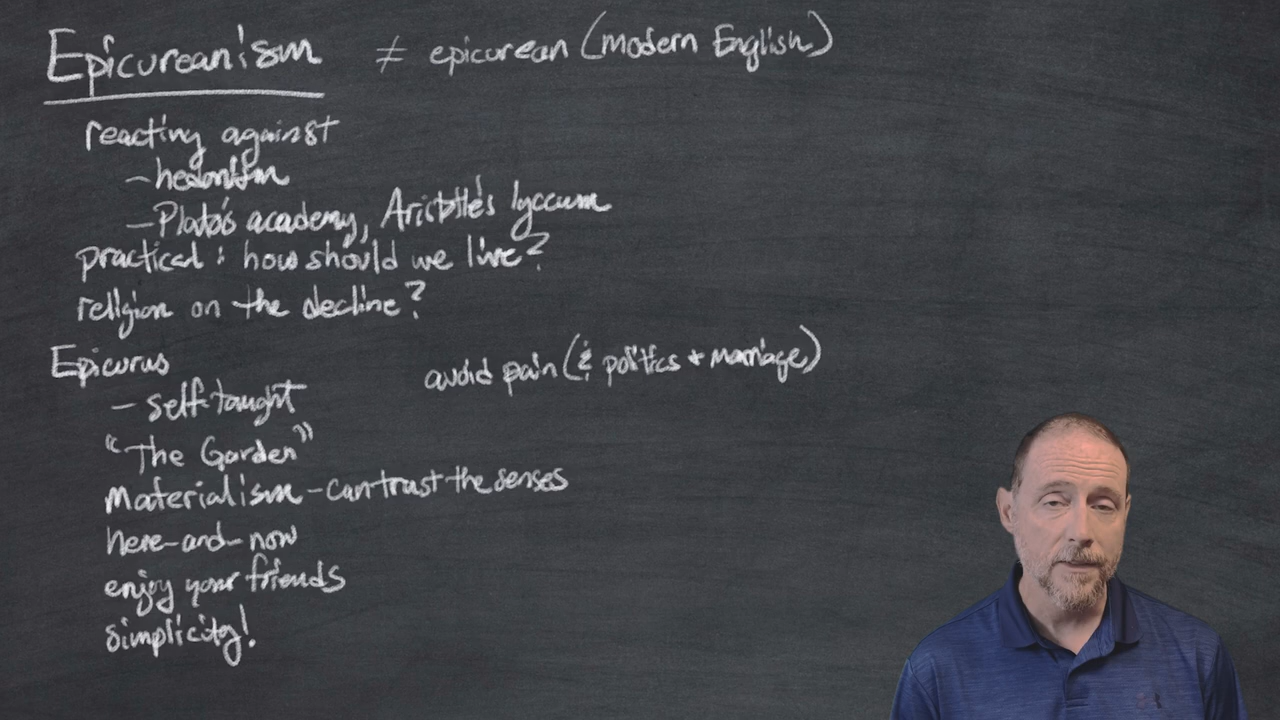 Epicureanism ≠ epicurean (modern English)
reacting against
- hedonism
- Plato's academy, Aristotle's lyceum
practical: how should we live?
religion on the decline?
Epicurus
avoid pain (& politics + marriage)
- self-taught
"The Garden"
materialism - can trust the senses
here-and-now
enjoy your friends
simplicity!